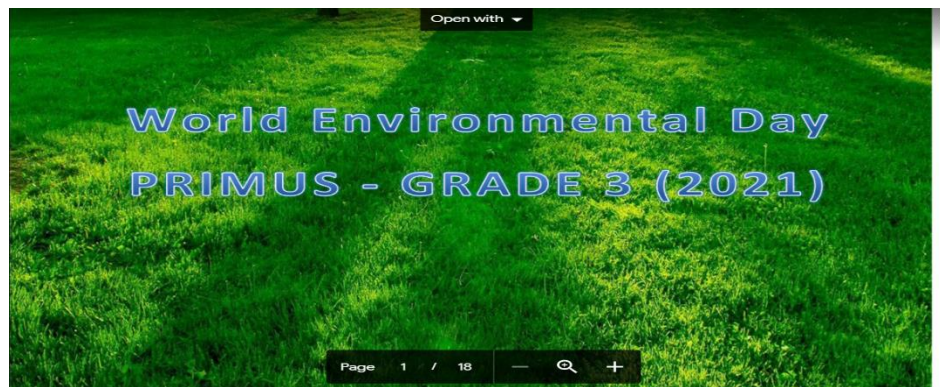 Open with
World Environmental Day
PRIMUS - GRADE 3 (2021)
Page 1 / 18